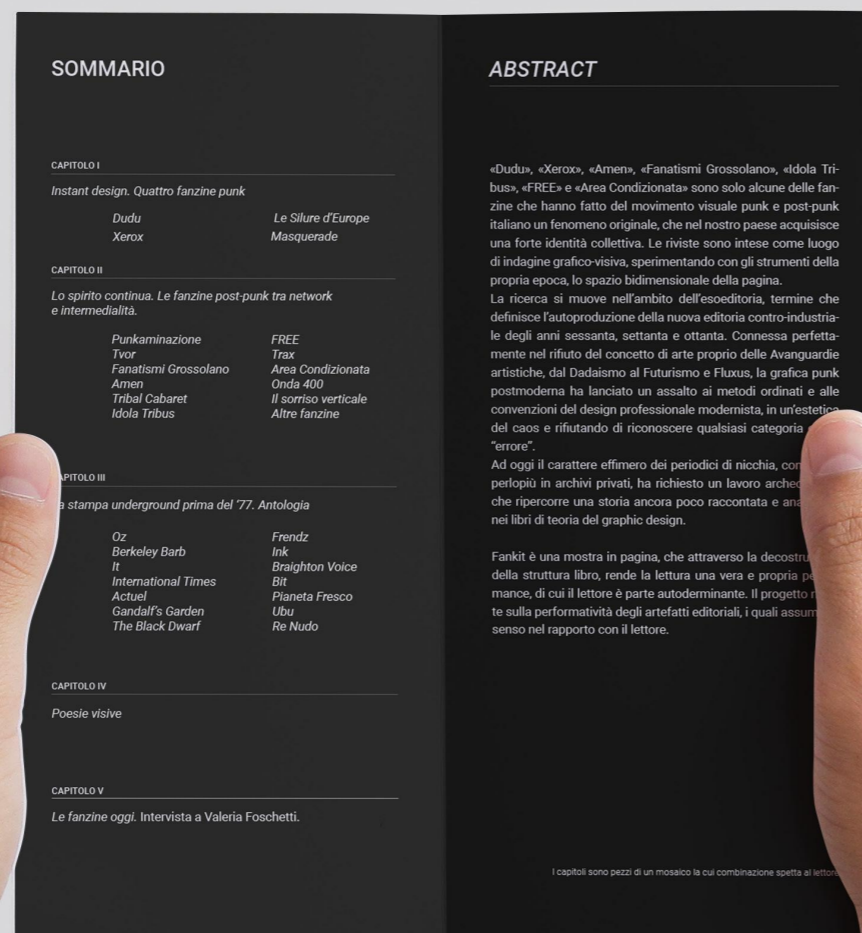 SOMMARIO
CAPITOLO I
Instant design. Quattro fanzine punk
Dudu
Xerox
Le Silure d'Europe
Masquerade
CAPITOLO II
Lo spirito continua. Le fanzine post-punk tra network
e intermedialità.
Punkaminazione
Tvor
Fanatismi Grossolano
Amen
Tribal Cabaret
Idola Tribus
FREE
Trax
Area Condizionata
Onda 400
Il sorriso verticale
Altre fanzine
CAPITOLO III
stampa underground prima del '77. Antologia
Oz
Berkeley Barb
It
International Times
Actuel
Gandalf's Garden
The Black Dwarf
Frendz
Ink
Braighton Voice
Bit
Pianeta Fresco
Ubu
Re Nudo
CAPITOLO IV
Poesie visive
CAPITOLO V
Le fanzine oggi. Intervista a Valeria Foschetti.
ABSTRACT
«Dudu», «Xerox», «Amen», «Fanatismi Grossolano», «Idola Tri-
bus», «FREE» e «Area Condizionata» sono solo alcune delle fan-
zine che hanno fatto del movimento visuale punk e post-punk
italiano un fenomeno originale, che nel nostro paese acquisisce
una forte identità collettiva. Le riviste sono intese come luogo
di indagine grafico-visiva, sperimentando con gli strumenti della
propria epoca, lo spazio bidimensionale della pagina.
La ricerca si muove nell'ambito dell'esoeditoria, termine che
definisce l'autoproduzione della nuova editoria contro-industria-
le degli anni sessanta, settanta e ottanta. Connessa perfetta-
mente nel rifiuto del concetto di arte proprio delle Avanguardie
artistiche, dal Dadaismo al Futurismo e Fluxus, la grafica punk
postmoderna ha lanciato un assalto ai metodi ordinati e alle
convenzioni del design professionale modernista, in un'estetica
del caos e rifiutando di riconoscere qualsiasi categoria
"errore".
Ad oggi il carattere effimero dei periodici di nicchia,
perlopiù in archivi privati, ha richiesto un lavoro
che ripercorre una storia ancora poco raccontata e
nei libri di teoria del graphic design.
Fankit è una mostra in pagina, che attraverso la
della struttura libro, rende la lettura una vera e propria
mance, di cui il lettore è parte autodeterminante. Il progetto
te sulla performatività degli artefatti editoriali, i quali
senso nel rapporto con il lettore.
I capitoli sono pezzi di un mosaico la cui combinazione spetta al lettore